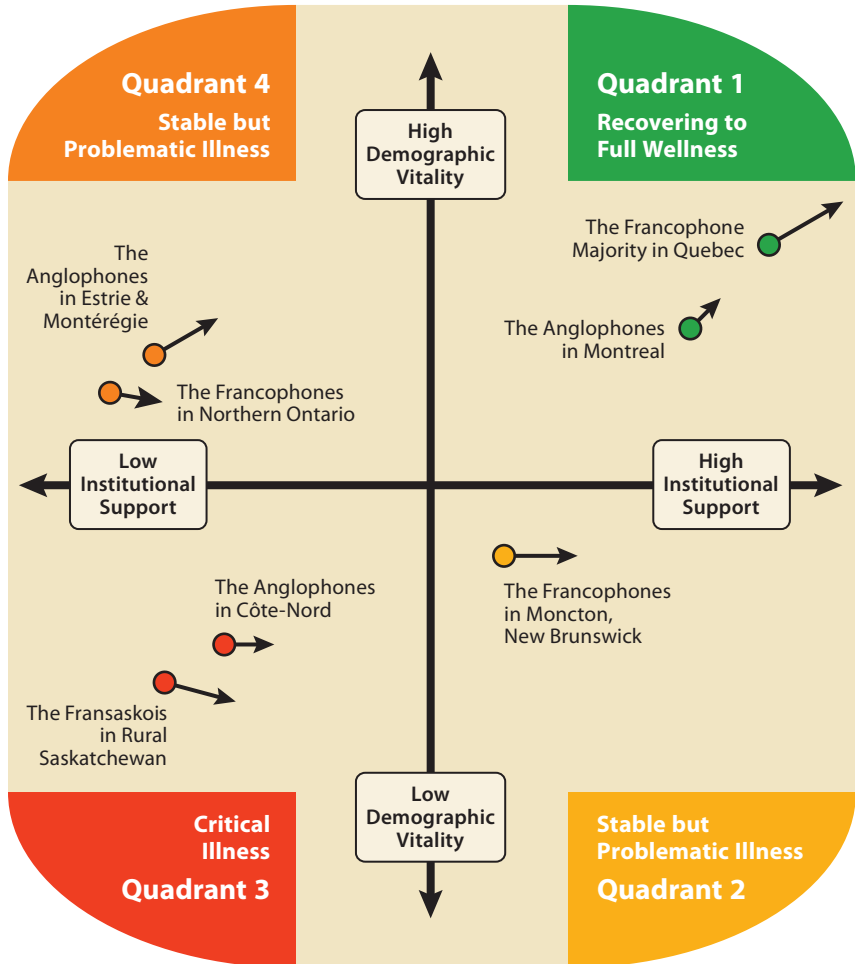 Quadrant 4
Stable but
Problematic Illness
Quadrant 1
Recovering to
Full Wellness
High
Demographic
Vitality
The Francophone
Majority in Quebec
The
Anglophones
in Estrie &
Montérégie
The Anglophones
in Montreal
The Francophones
in Northern Ontario
Low
Institutional
Support
High
Institutional
Support
The Anglophones
in Côte-Nord
The Francophones
in Moncton,
New Brunswick
The Fransaskois
in Rural
Saskatchewan
Low
Demographic
Vitality
Critical
Illness
Quadrant 3
Stable but
Problematic Illness
Quadrant 2